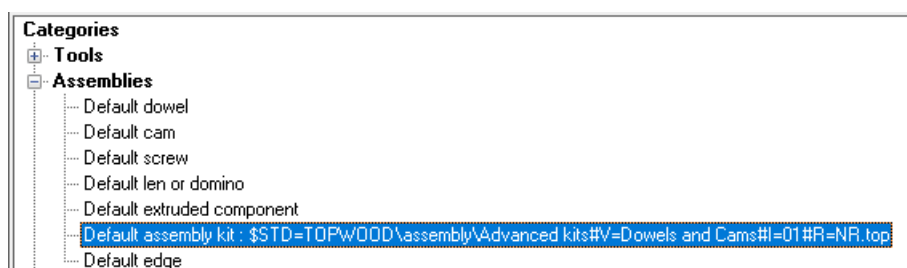 Categories
Tools
Assemblies
Default dowel
Default cam
Default screw
Default len or domino
Default extruded component
Default assembly kit : $STD=TOPWOOD\assembly\Advanced kits#V=Dowels and Cams#I=01#R=NR.top
Default edge